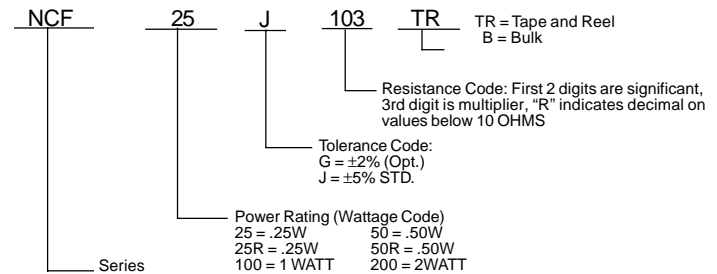 NCF 25 J 103 TR
TR = Tape and Reel
B = Bulk
Resistance Code: First 2 digits are significant,
3rd digit is multiplier, “R” indicates decimal on
values below 10 OHMS
Tolerance Code:
G = ±2% (Opt.)
J = ±5% STD.
Power Rating (Wattage Code)
25 = .25W 50 = .50W
25R = .25W 50R = .50W
100 = 1 WATT 200 = 2WATT
Series